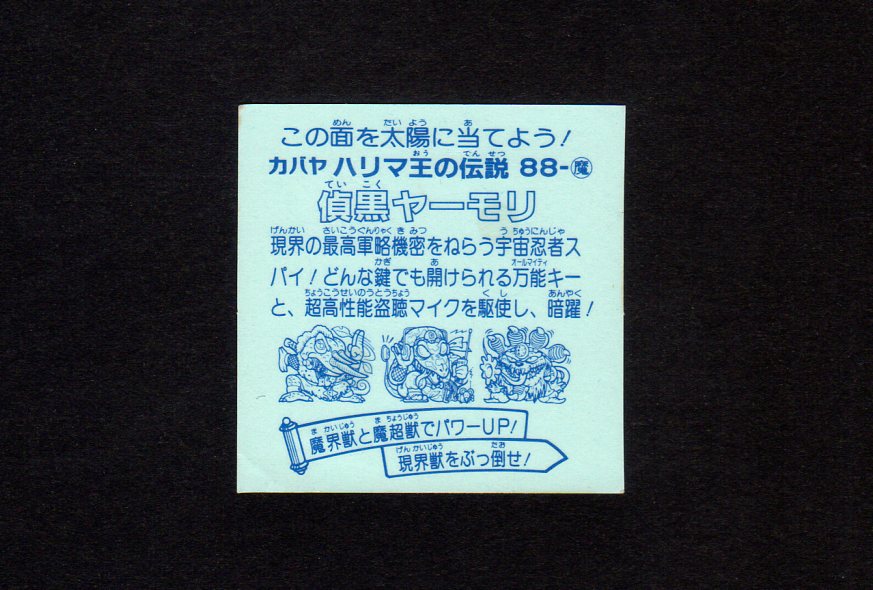 この面を太陽に当てよう!
カバヤ ハリマ王の伝説 88-魔
偵黒ヤーモリ
現界の最高軍略機密をねらう宇宙忍者ス
パイ!どんな鍵でも開けられる万能キー
と、超高性能盗聴マイクを駆使し、暗躍!
魔界獣と魔超獣でパワーUP!
現界獣をぶっ倒せ!